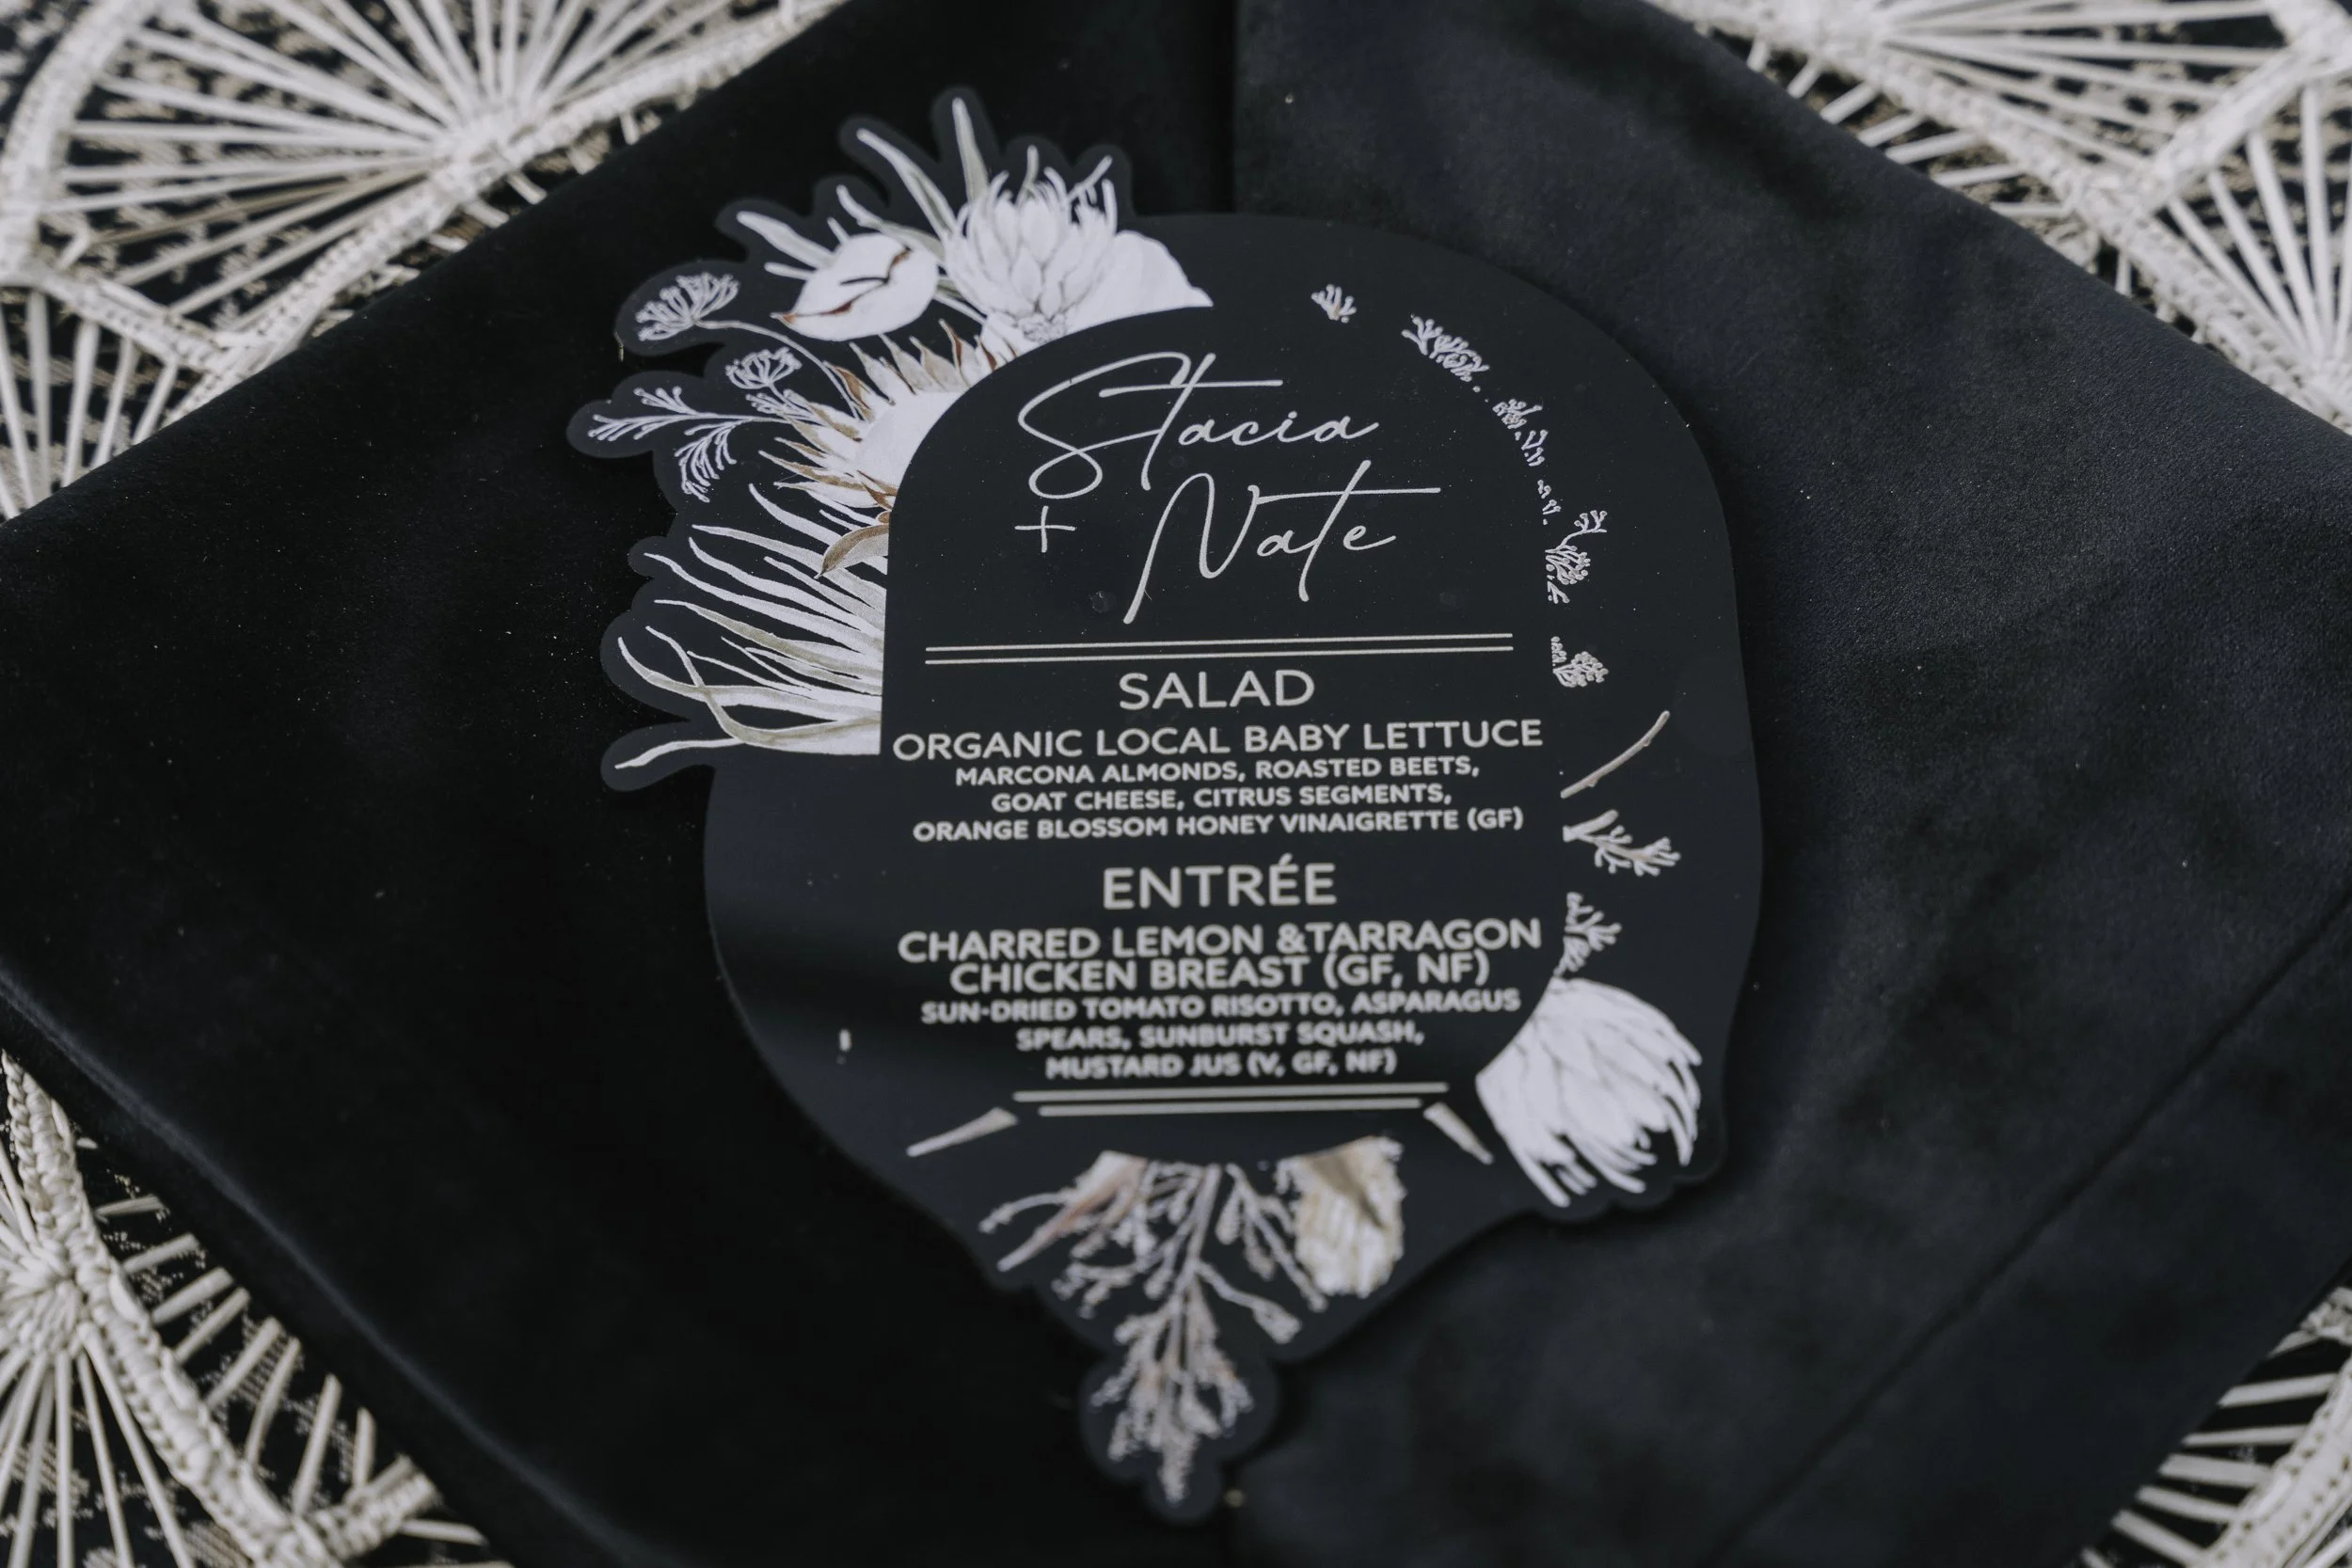 Stacia
+ Nate
SALAD
ORGANIC LOCAL BABY LETTUCE
MARCONA ALMONDS, ROASTED BEETS,
GOAT CHEESE, CITRUS SEGMENTS,
ORANGE BLOSSOM HONEY VINAIGRETTE (GF)
ENTRÉE
CHARRED LEMON &TARRAGON
CHICKEN BREAST (GF, NF)
SUN-DRIED TOMATO RISOTTO, ASPARAGUS
SPEARS, SUNBURST SQUASH,
MUSTARD JUS (V, GF, NF)